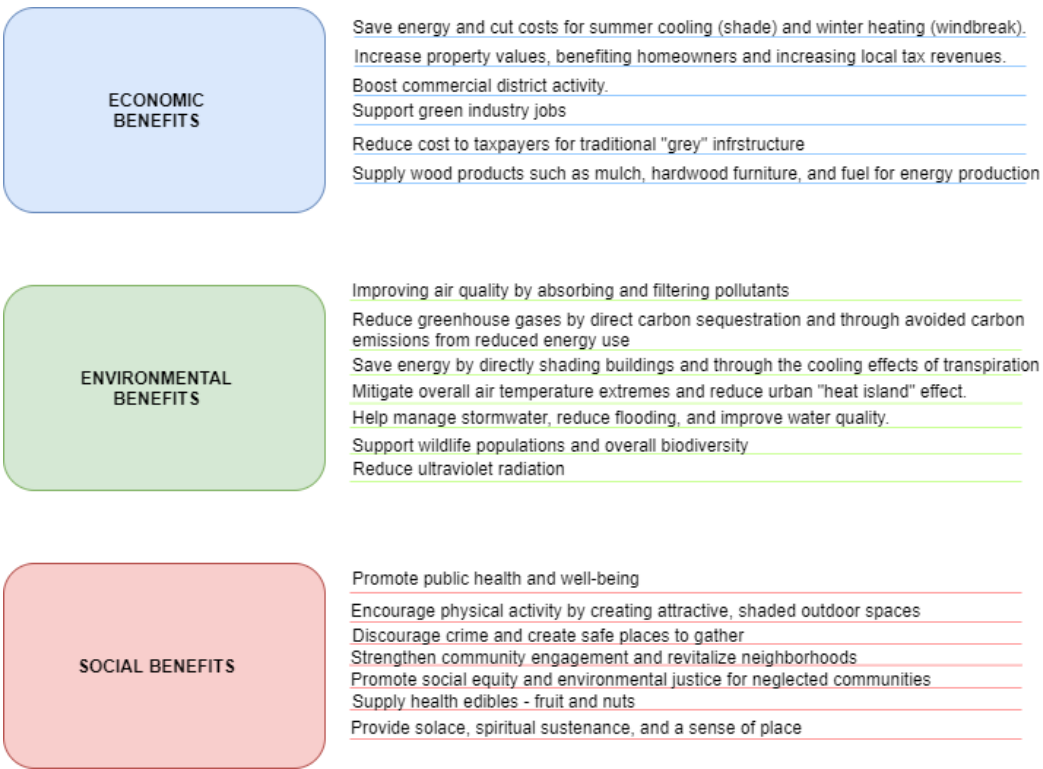 ECONOMIC
BENEFITS
Save energy and cut costs for summer cooling (shade) and winter heating (windbreak).
Increase property values, benefiting homeowners and increasing local tax revenues.
Boost commercial district activity.
Support green industry jobs
Reduce cost to taxpayers for traditional "grey" infrstructure
Supply wood products such as mulch, hardwood furniture, and fuel for energy production
ENVIRONMENTAL
BENEFITS
Improving air quality by absorbing and filtering pollutants
Reduce greenhouse gases by direct carbon sequestration and through avoided carbon
emissions from reduced energy use
Save energy by directly shading buildings and through the cooling effects of transpiration
Mitigate overall air temperature extremes and reduce urban "heat island" effect.
Help manage stormwater, reduce flooding, and improve water quality.
Support wildlife populations and overall biodiversity
Reduce ultraviolet radiation
SOCIAL BENEFITS
Promote public health and well-being
Encourage physical activity by creating attractive, shaded outdoor spaces
Discourage crime and create safe places to gather
Strengthen community engagement and revitalize neighborhoods
Promote social equity and environmental justice for neglected communities
Supply health edibles - fruit and nuts
Provide solace, spiritual sustenance, and a sense of place